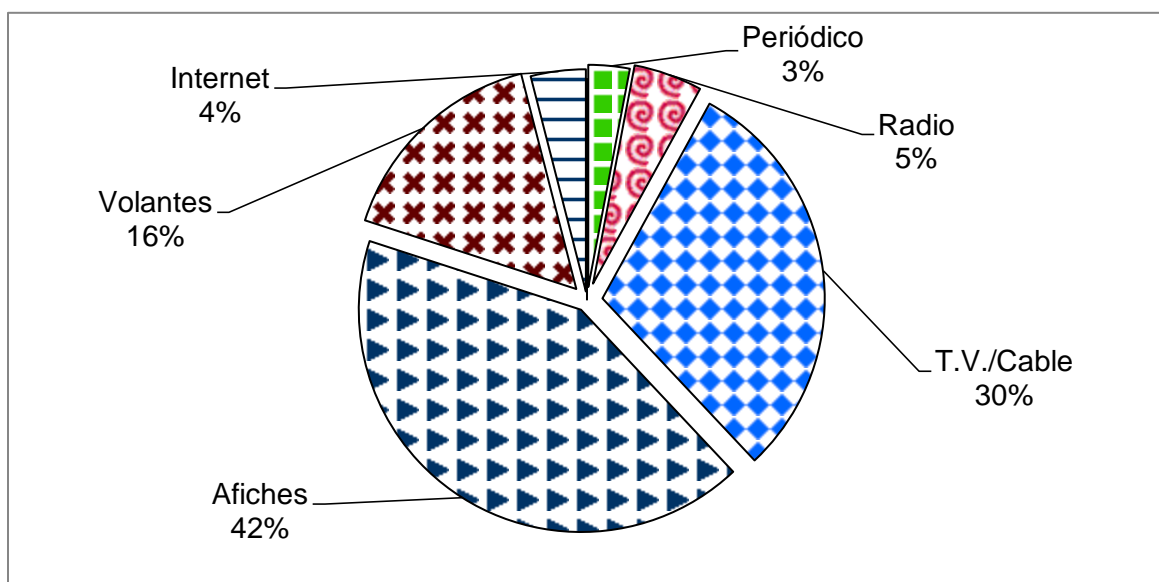 Periódico
3%
Internet
4%
Radio
5%
Volantes
16%
T.V./Cable
30%
Afiches
42%